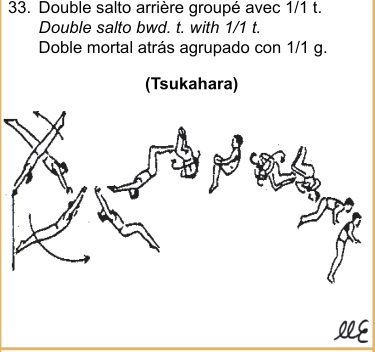 33. Double salto arrière groupé avec 1/1 t.
Double salto bwd. t. with 1/1 t.
Doble mortal atrás agrupado con 1/1 g.
(Tsukahara)